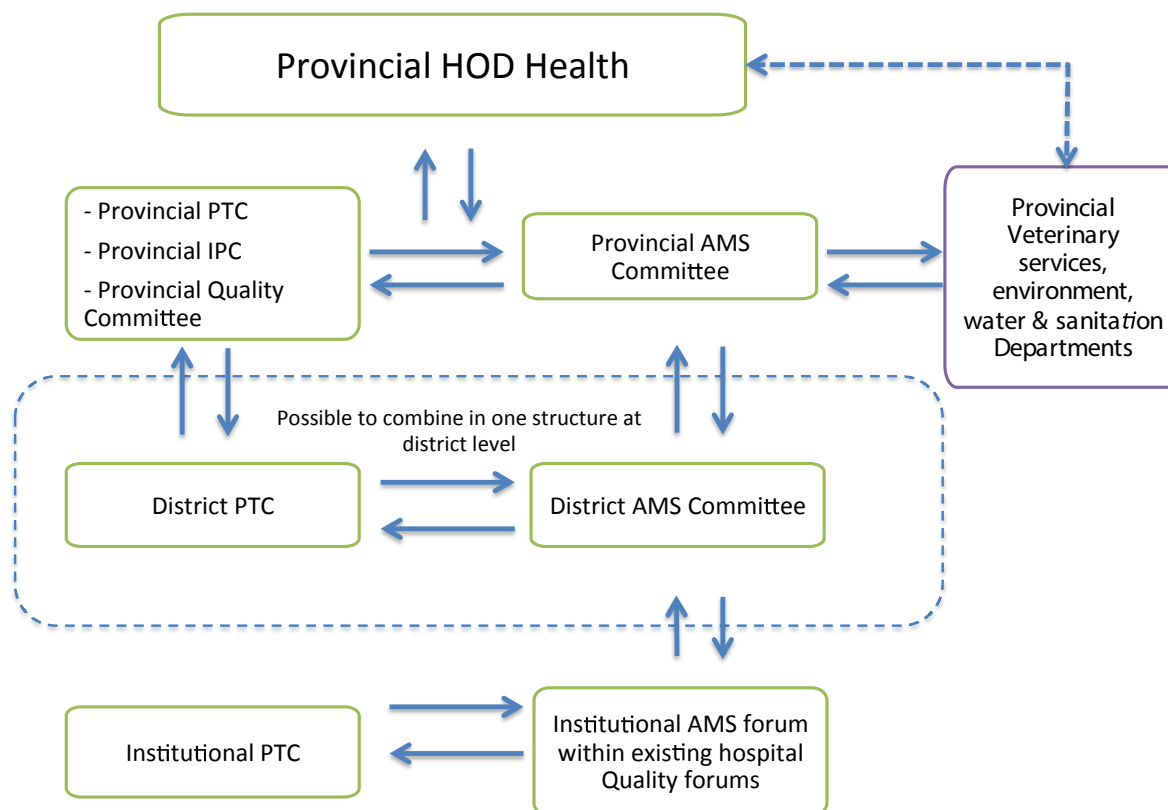 Provincial HOD Health
- Provincial PTC
- Provincial IPC
- Provincial Quality
Committee
Provincial AMS
Committee
Provincial
Veterinary
services,
environment,
water & sanitation
Departments
Possible to combine in one structure at
district level
District PTC
District AMS Committee
Institutional PTC
Institutional AMS forum
within existing hospital
Quality forums